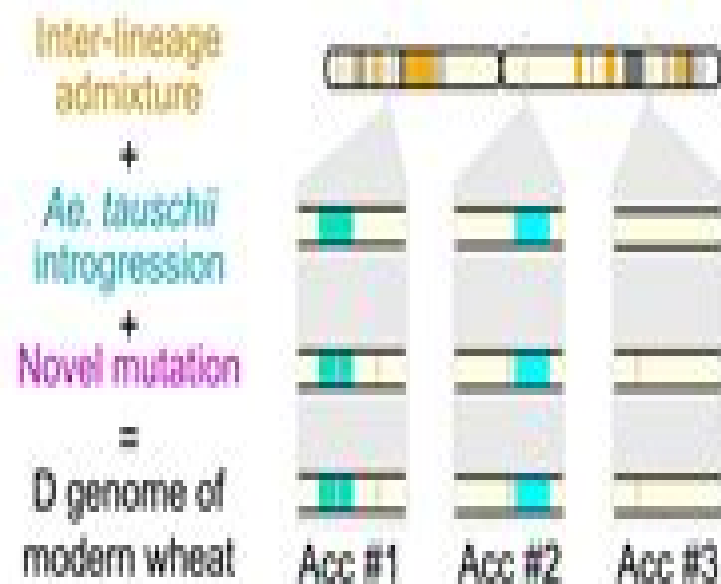 Inter-lineage
admixture
+
Ae. tauschii
introgression
+
Novel mutation
=
D genome of
modern wheat
Acc #1 Acc #2 Acc #3